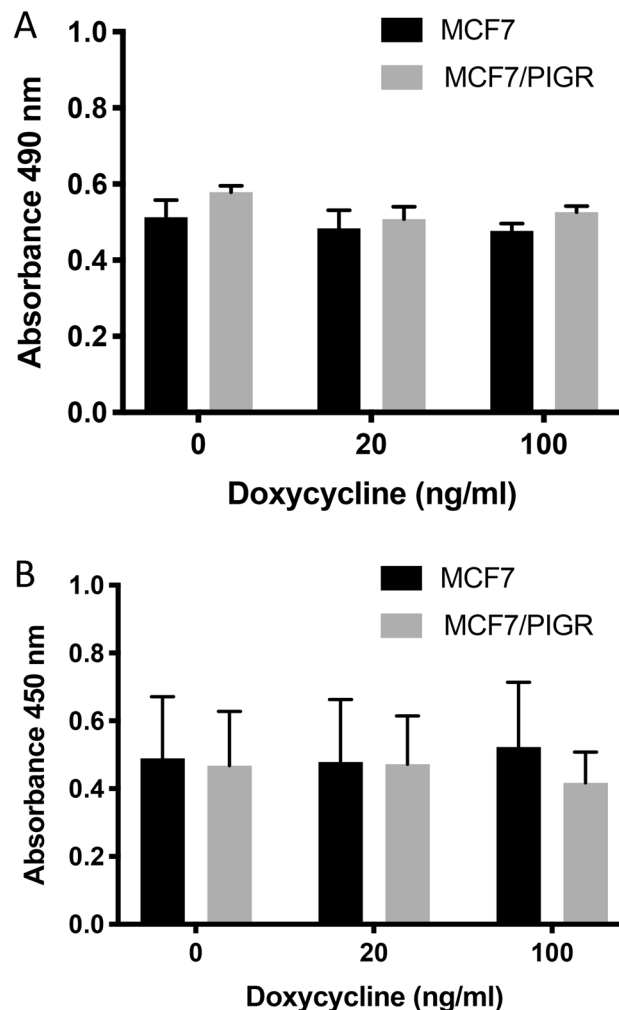 A
MCF7
MCF7/PIGR
Absorbance 490 nm
1.0
0.8
0.6
0.4
0.2
0.0
0 20 100
Doxycycline (ng/ml)
B
MCF7
MCF7/PIGR
Absorbance 450 nm
1.0
0.8
0.6
0.4
0.2
0.0
0 20 100
Doxycycline (ng/ml)